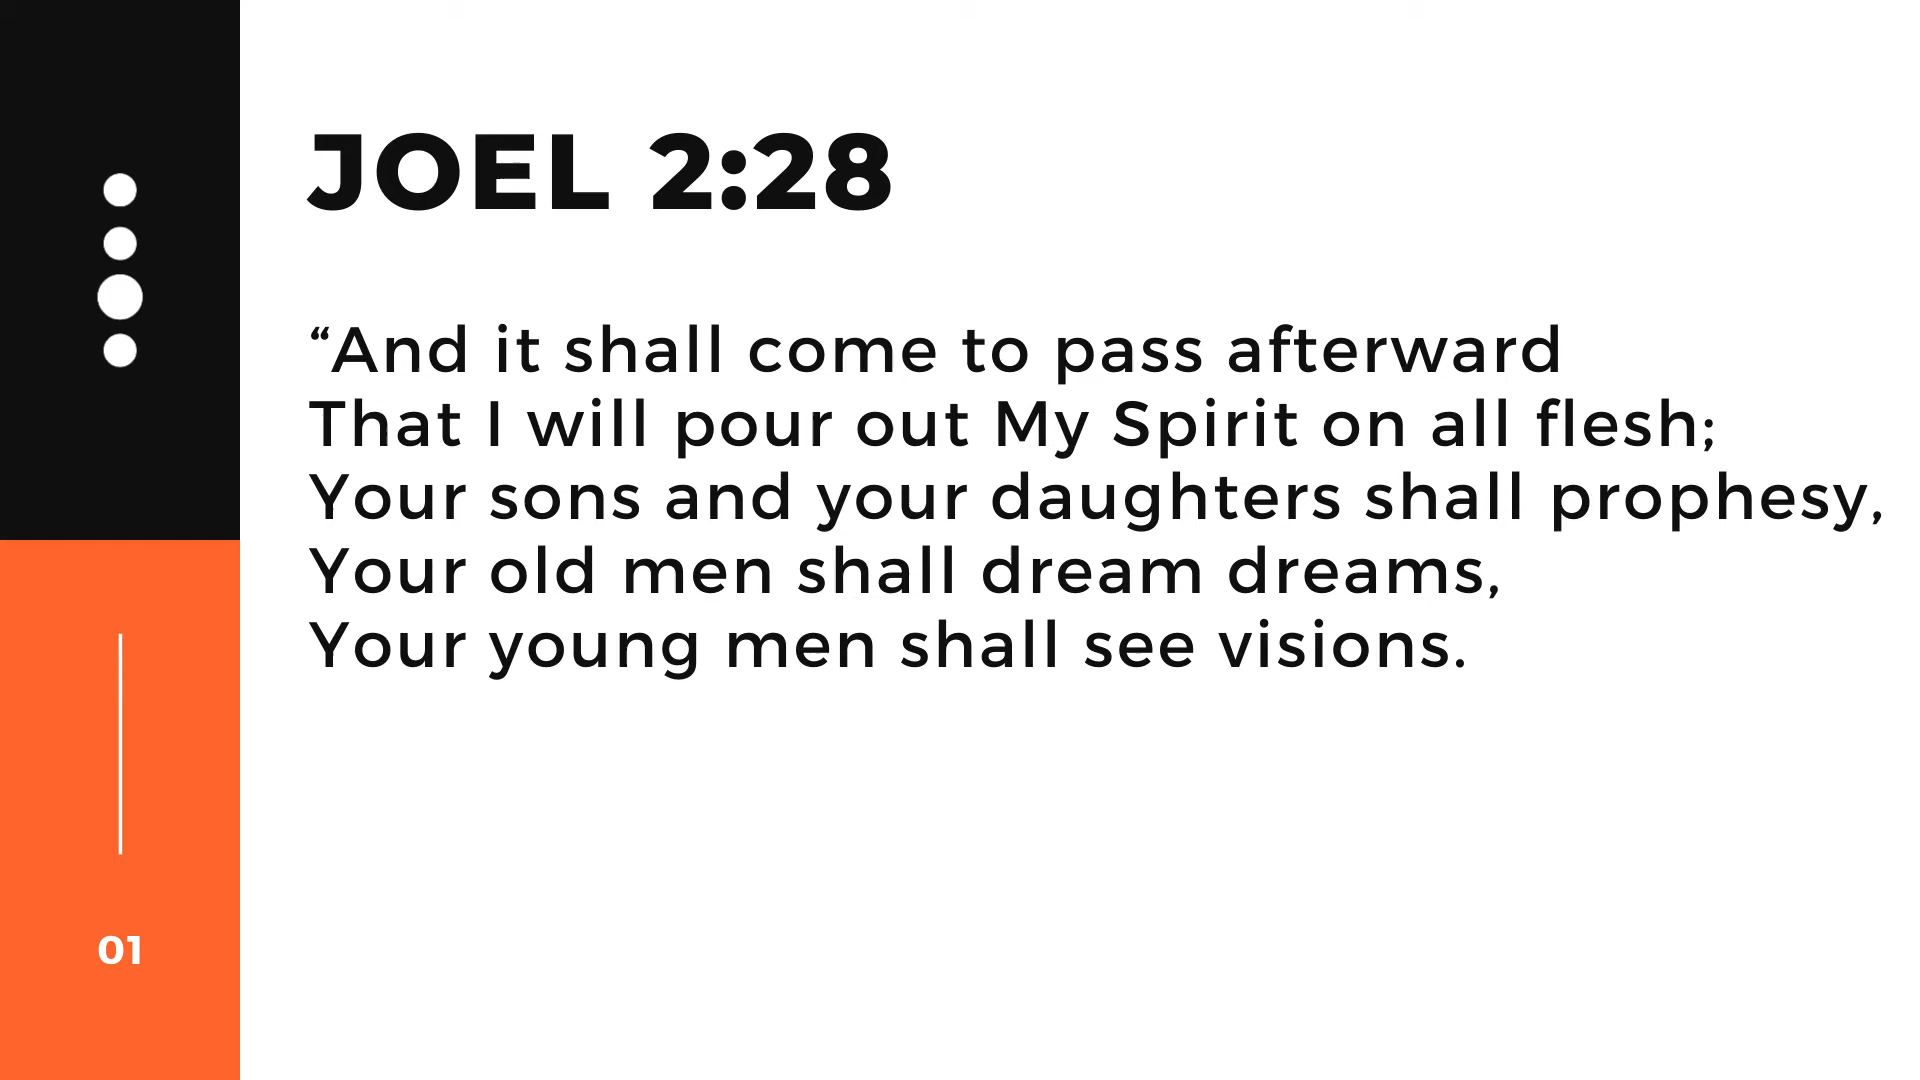 JOEL 2:28
“And it shall come to pass afterward
That I will pour out My Spirit on all flesh;
Your sons and your daughters shall prophesy,
Your old men shall dream dreams,
Your young men shall see visions.
01